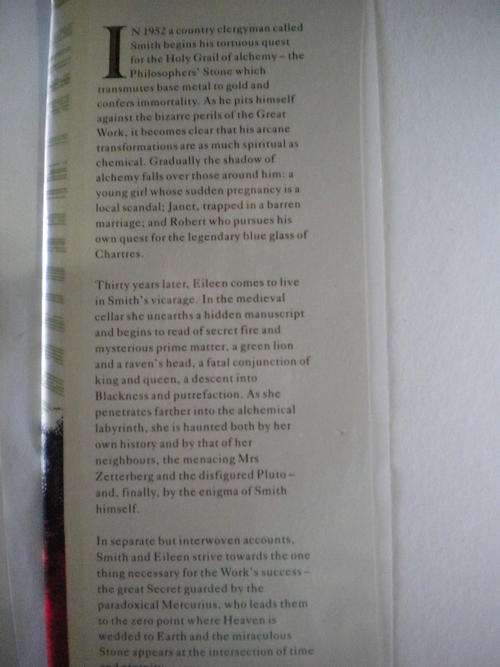 IN 1952 a country clergyman called
Smith begins his tortuous quest
for the Holy Grail of alchemy – the
Philosophers' Stone which
transmutes base metal to gold and
confers immortality. As he pits himself
against the bizarre perils of the Great
Work, it becomes clear that his arcane
transformations are as much spiritual as
chemical. Gradually the shadow of
alchemy falls over those around him: a
young girl whose sudden pregnancy is a
local scandal; Janet, trapped in a barren
marriage; and Robert who pursues his
own quest for the legendary blue glass of
Chartres.
Thirty years later, Eileen comes to live
in Smith's vicarage. In the medieval
cellar she unearths a hidden manuscript
and begins to read of secret fire and
mysterious prime matter, a green lion
and a raven's head, a fatal conjunction of
king and queen, a descent into
Blackness and putrefaction. As she
penetrates farther into the alchemical
labyrinth, she is haunted both by her
own history and by that of her
neighbours, the menacing Mrs
Zetterberg and the disfigured Pluto –
and, finally, by the enigma of Smith
himself.
In separate but interwoven accounts,
Smith and Eileen strive towards the one
thing necessary for the Work's success –
the great Secret guarded by the
paradoxical Mercurius, who leads them
to the zero point where Heaven is
wedded to Earth and the miraculous
Stone appears at the intersection of time